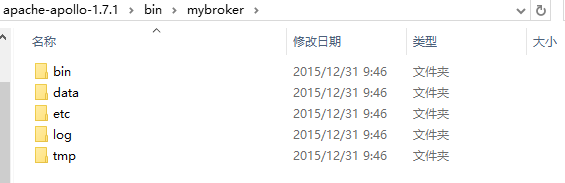 apache-apollo-1.7.1 › bin › mybroker ›
名称 修改日期 类型 大小
bin 2015/12/31 9:46 文件夹
data 2015/12/31 9:46 文件夹
etc 2015/12/31 9:46 文件夹
log 2015/12/31 9:46 文件夹
tmp 2015/12/31 9:46 文件夹